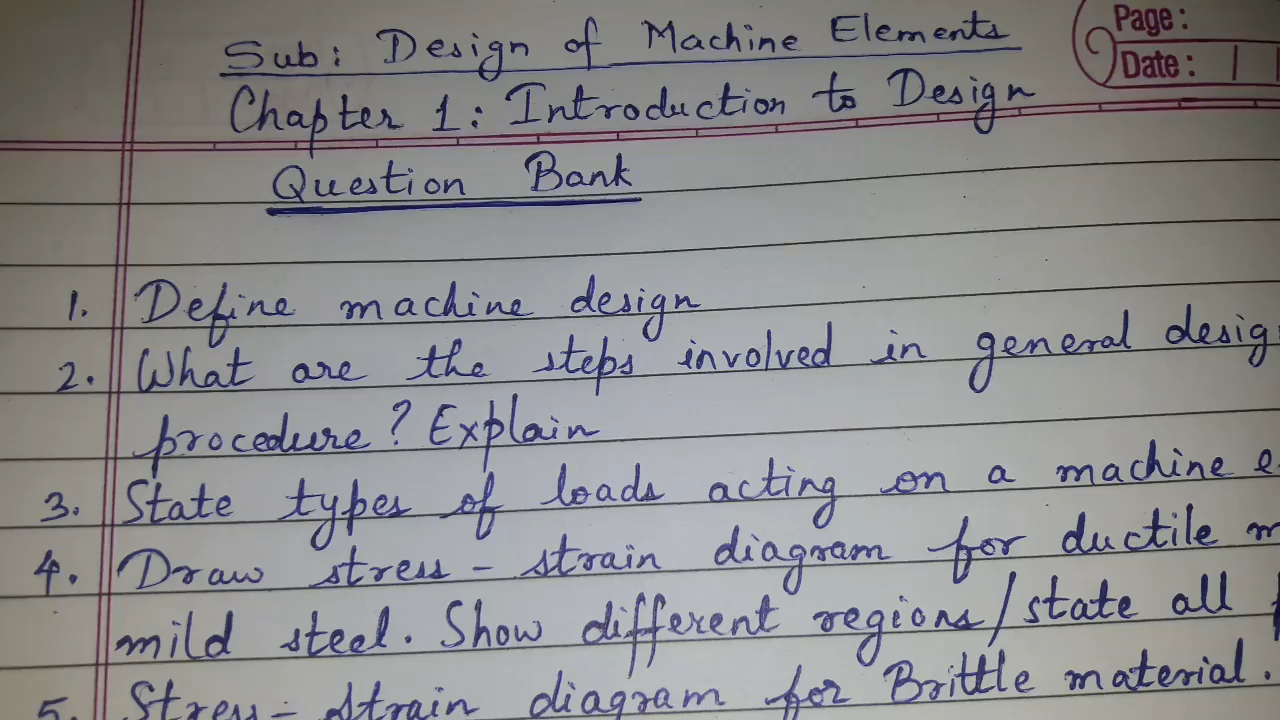 Page:
Date:
Sub: Design of Machine Elements
Chapter 1: Introduction to Design
Question Bank
1. Define machine design
2. What are the steps involved in general desig
procedure? Explain
3. State types of loads acting on a machine e
4. Draw stress - strain diagram for ductile m
mild steel. Show different regions/state all
5. Stress - strain diagram for Brittle material.